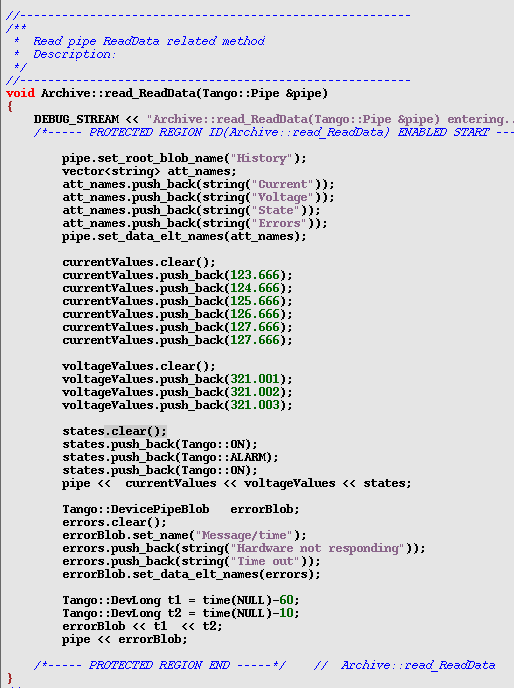 //------------------------------------------------------------
/**
 *  Read pipe ReadData related method
 *  Description:
 */
//------------------------------------------------------------
void Archive::read_ReadData(Tango::Pipe &pipe)
{
    DEBUG_STREAM << "Archive::read_ReadData(Tango::Pipe &pipe) entering..
    /*----- PROTECTED REGION ID(Archive::read_ReadData) ENABLED START --
        pipe.set_root_blob_name("History");
        vector<string> att_names;
        att_names.push_back(string("Current"));
        att_names.push_back(string("Voltage"));
        att_names.push_back(string("State"));
        att_names.push_back(string("Errors"));
        pipe.set_data_elt_names(att_names);
        currentValues.clear();
        currentValues.push_back(123.666);
        currentValues.push_back(124.666);
        currentValues.push_back(125.666);
        currentValues.push_back(126.666);
        currentValues.push_back(127.666);
        currentValues.push_back(127.666);
        voltageValues.clear();
        voltageValues.push_back(321.001);
        voltageValues.push_back(321.002);
        voltageValues.push_back(321.003);
        states.clear();
        states.push_back(Tango::ON);
        states.push_back(Tango::ALARM);
        states.push_back(Tango::ON);
        pipe <<  currentValues << voltageValues << states;
        Tango::DevicePipeBlob   errorBlob;
        errors.clear();
        errorBlob.set_name("Message/time");
        errors.push_back(string("Hardware not responding"));
        errors.push_back(string("Time out"));
        errorBlob.set_data_elt_names(errors);
        Tango::DevLong t1 = time(NULL)-60;
        Tango::DevLong t2 = time(NULL)-10;
        errorBlob << t1  << t2;
        pipe << errorBlob;
    /*----- PROTECTED REGION END -----*/    //  Archive::read_ReadData
}